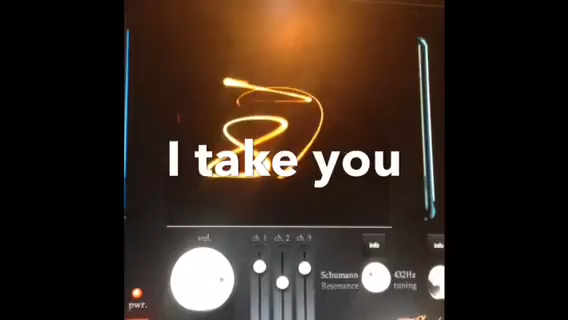 I take you
vol.
ch. 1 ch. 2 ch. 3
info info
Schumann 432Hz
Resonance tuning
pwr.